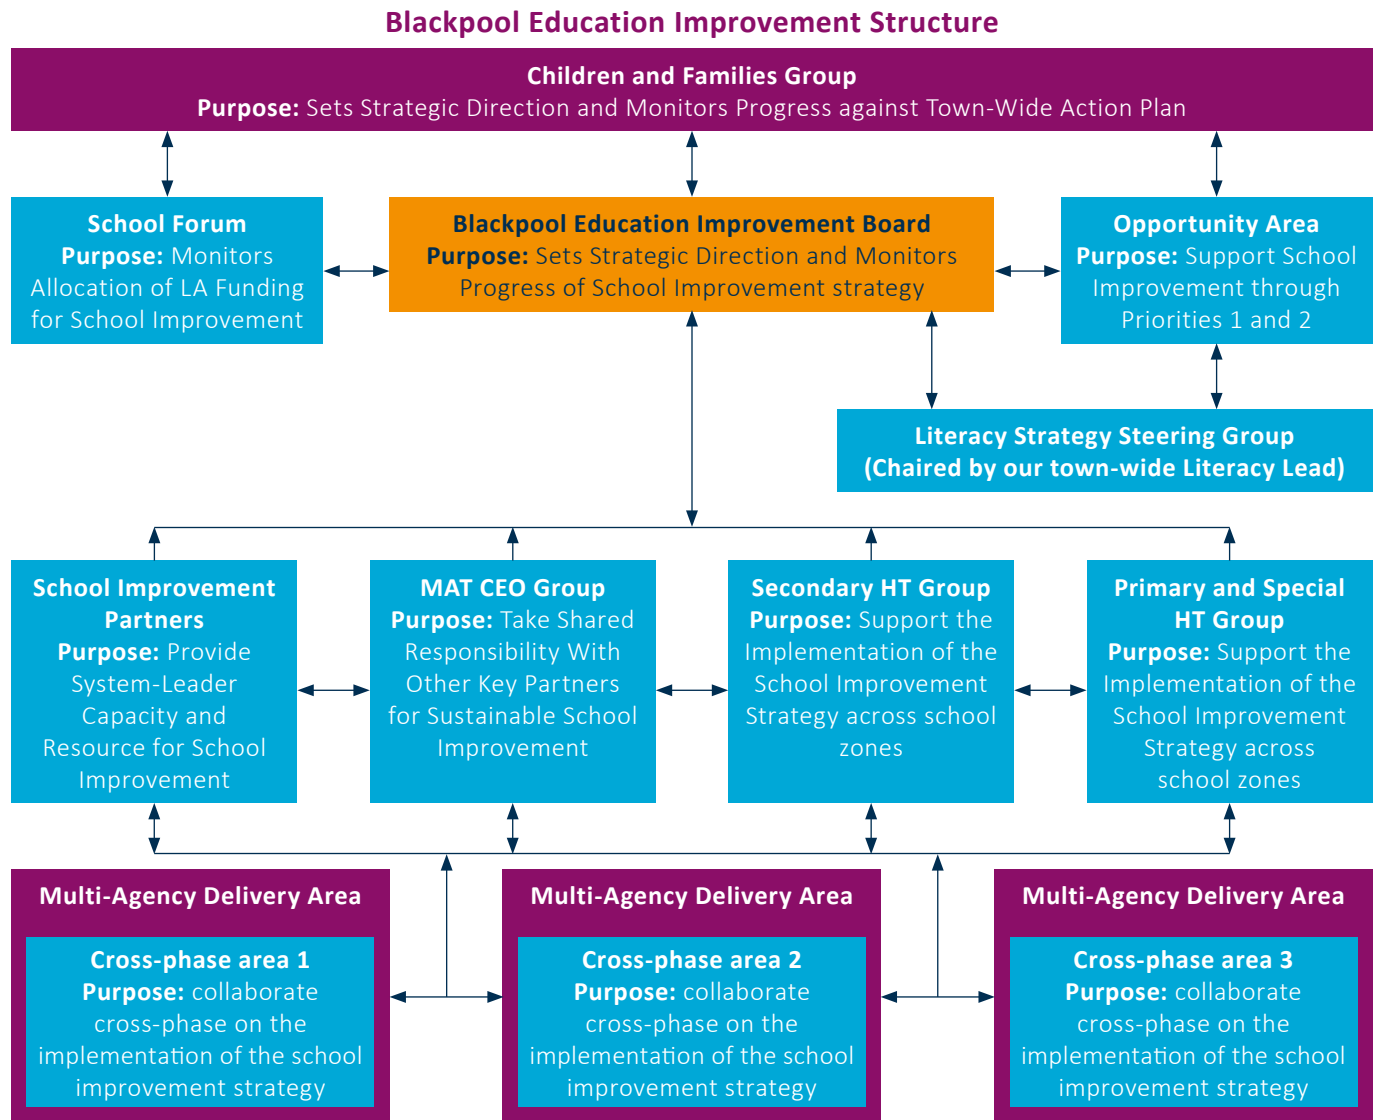 Blackpool Education Improvement Structure
Children and Families Group
Purpose: Sets Strategic Direction and Monitors Progress against Town-Wide Action Plan
School Forum
Purpose: Monitors
Allocation of LA Funding
for School Improvement
Blackpool Education Improvement Board
Purpose: Sets Strategic Direction and Monitors
Progress of School Improvement strategy
Opportunity Area
Purpose: Support School
Improvement through
Priorities 1 and 2
Literacy Strategy Steering Group
(Chaired by our town-wide Literacy Lead)
School Improvement
Partners
Purpose: Provide
System-Leader
Capacity and
Resource for School
Improvement
MAT CEO Group
Purpose: Take Shared
Responsibility With
Other Key Partners
for Sustainable School
Improvement
Secondary HT Group
Purpose: Support the
Implementation of the
School Improvement
Strategy across school
zones
Primary and Special
HT Group
Purpose: Support the
Implementation of the
School Improvement
Strategy across
school zones
Multi-Agency Delivery Area
Cross-phase area 1
Purpose: collaborate
cross-phase on the
implementation of the school
improvement strategy
Multi-Agency Delivery Area
Cross-phase area 2
Purpose: collaborate
cross-phase on the
implementation of the school
improvement strategy
Multi-Agency Delivery Area
Cross-phase area 3
Purpose: collaborate
cross-phase on the
implementation of the school
improvement strategy